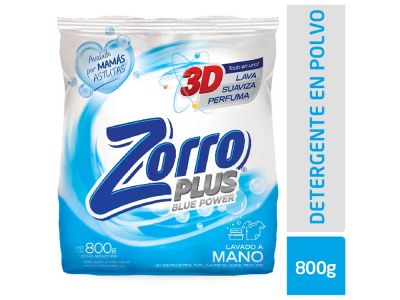 Avalado
por MAMÁS
ASTUTAS
3D
Todo en uno!
LAVA
SUAVIZA
PERFUMA
Zorro
PLUS
BLUE POWER
800g
LAVADO A
MANO
DETERGENTE EN POLVO
800g